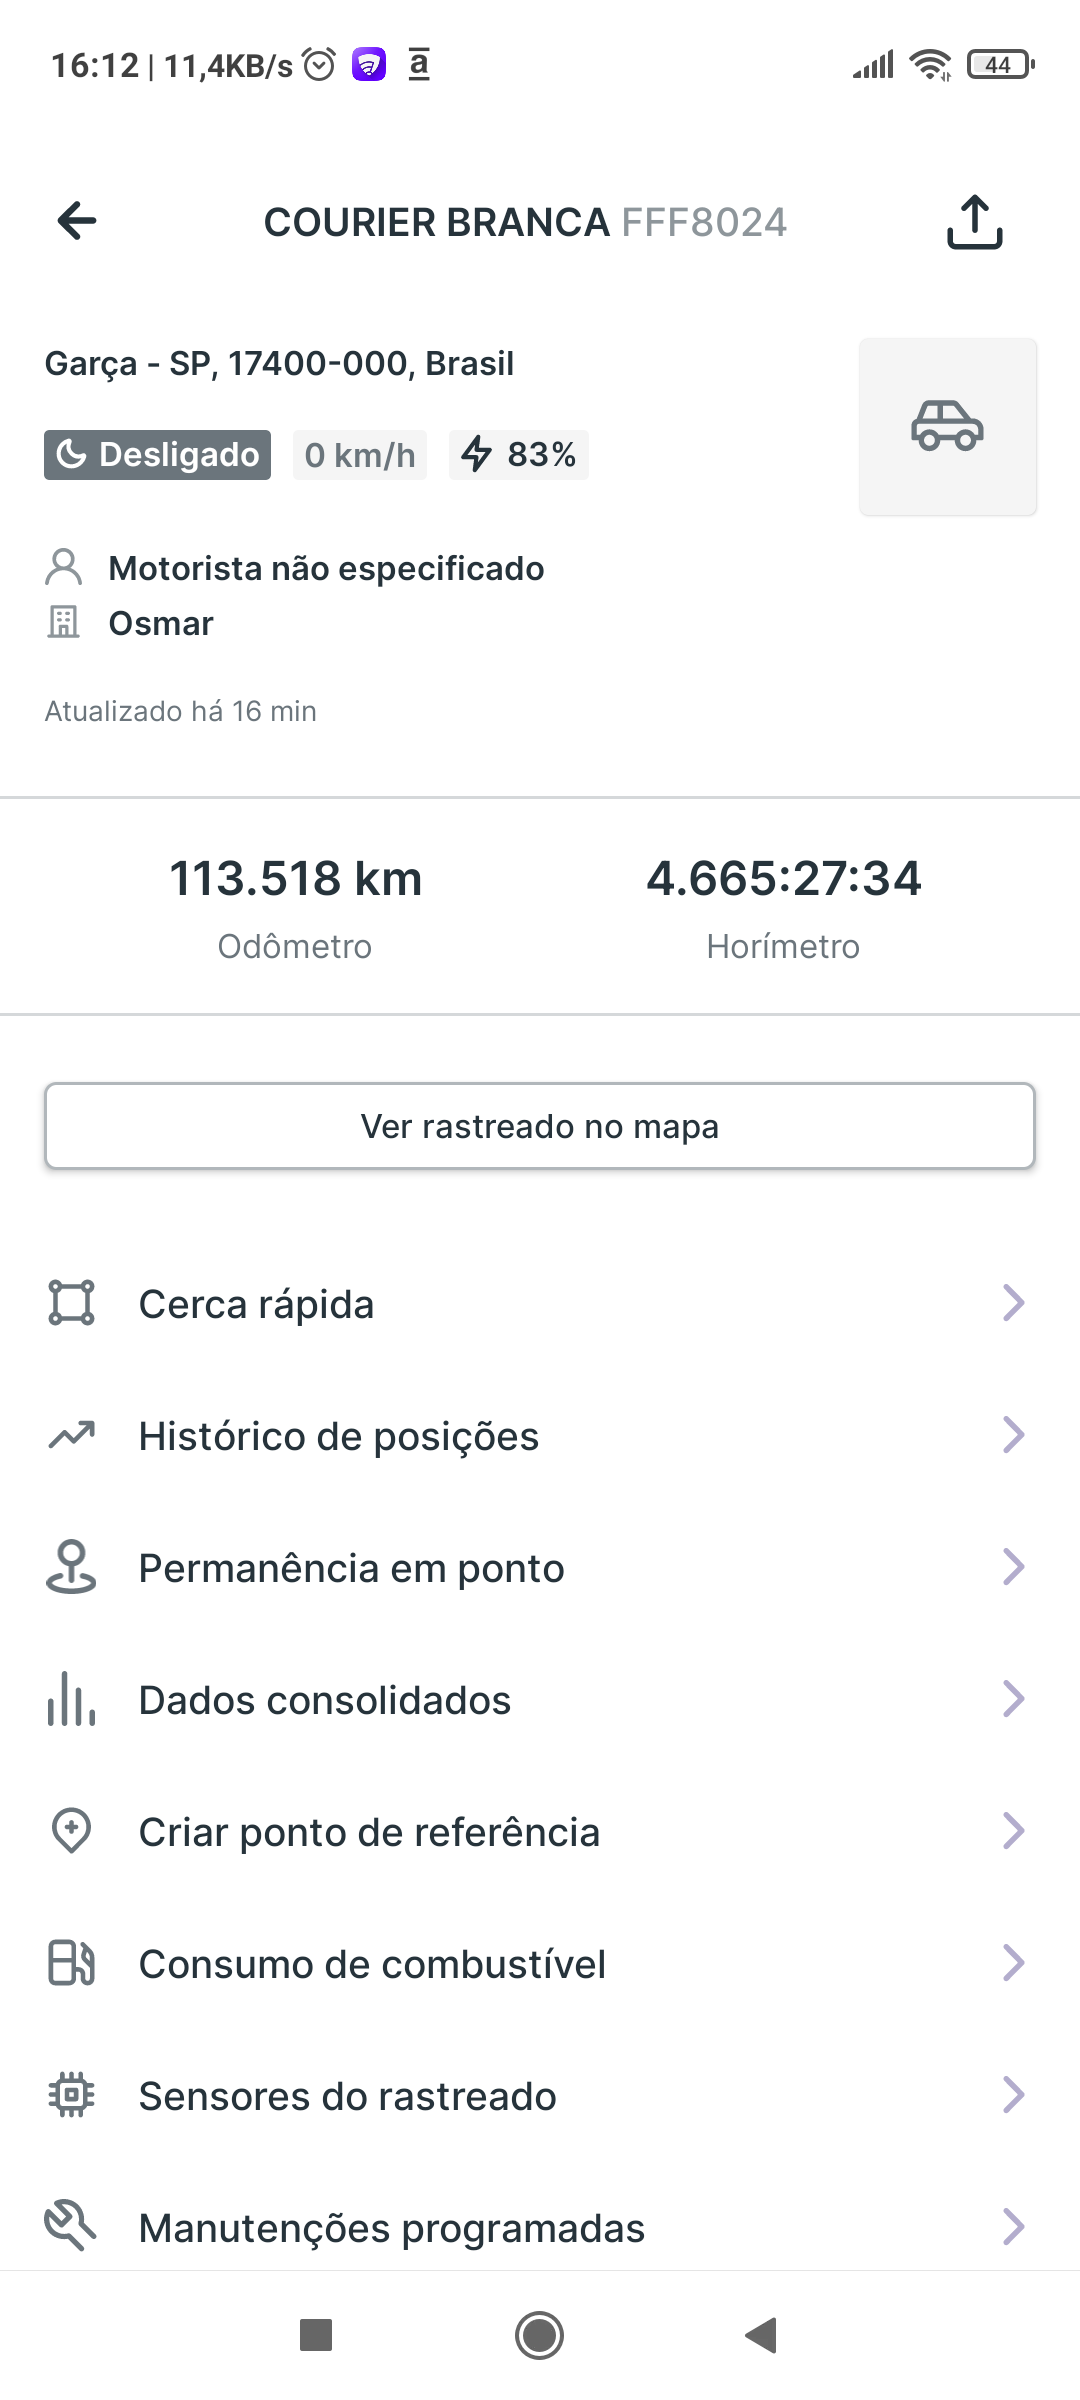 16:12 | 11,4KB/s a
44
COURIER BRANCA FFF8024
Garça - SP, 17400-000, Brasil
Desligado 0 km/h 83%
Motorista não especificado
Osmar
Atualizado há 16 min
113.518 km 4.665:27:34
Odômetro Horímetro
Ver rastreado no mapa
Cerca rápida
Histórico de posições
Permanência em ponto
Dados consolidados
Criar ponto de referência
Consumo de combustível
Sensores do rastreado
Manutenções programadas